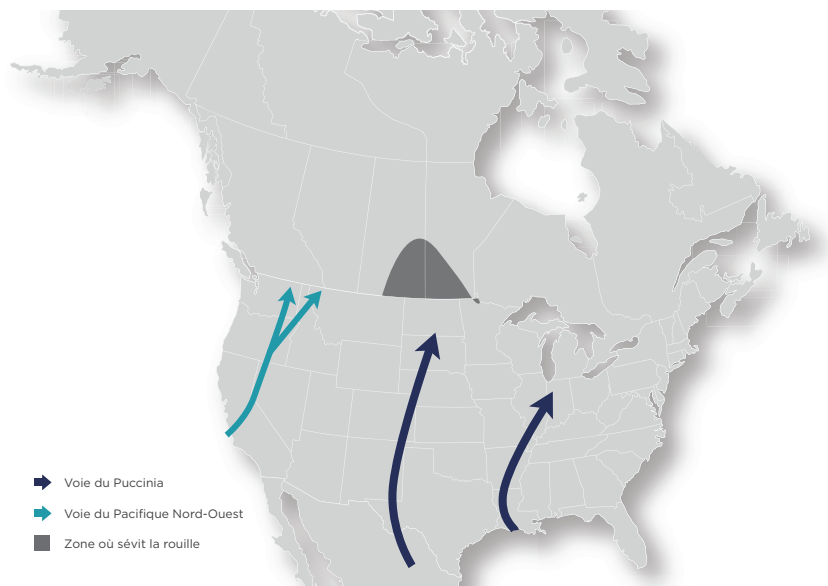 Voie du Puccinia
Voie du Pacifique Nord-Ouest
Zone où sévit la rouille